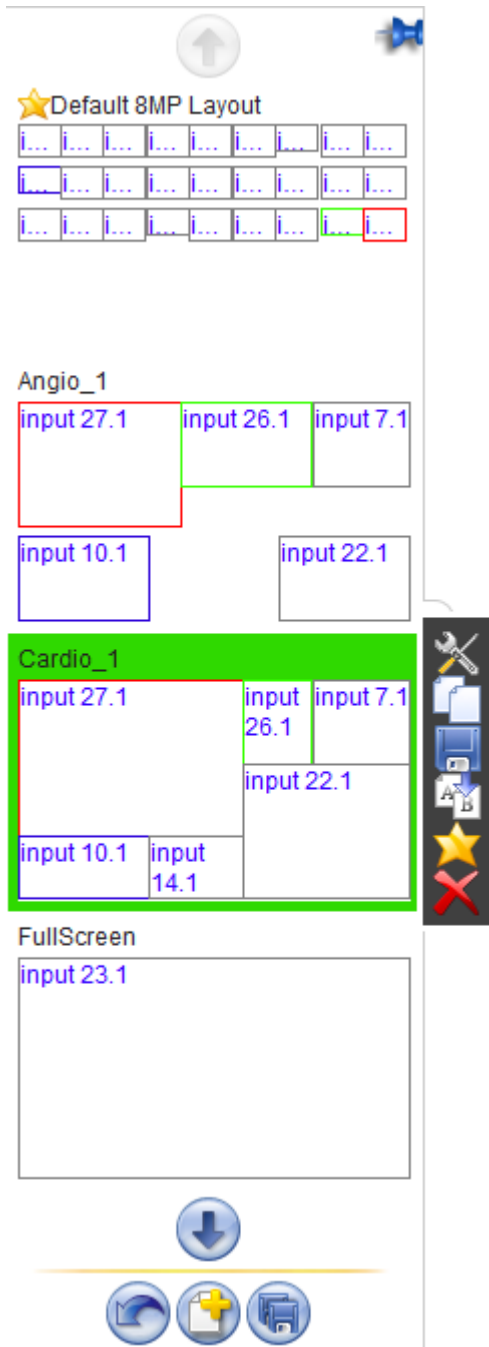 Default 8MP Layout
i... i... i... i... i... i... i... i... i...
i... i... i... i... i... i... i... i... i...
i... i... i... i... i... i... i... i... i...
Angio_1
input 27.1 input 26.1 input 7.1
input 10.1 input 22.1
Cardio_1
input 27.1 input 26.1 input 7.1
input 22.1
input 10.1 input 14.1
A B
FullScreen
input 23.1